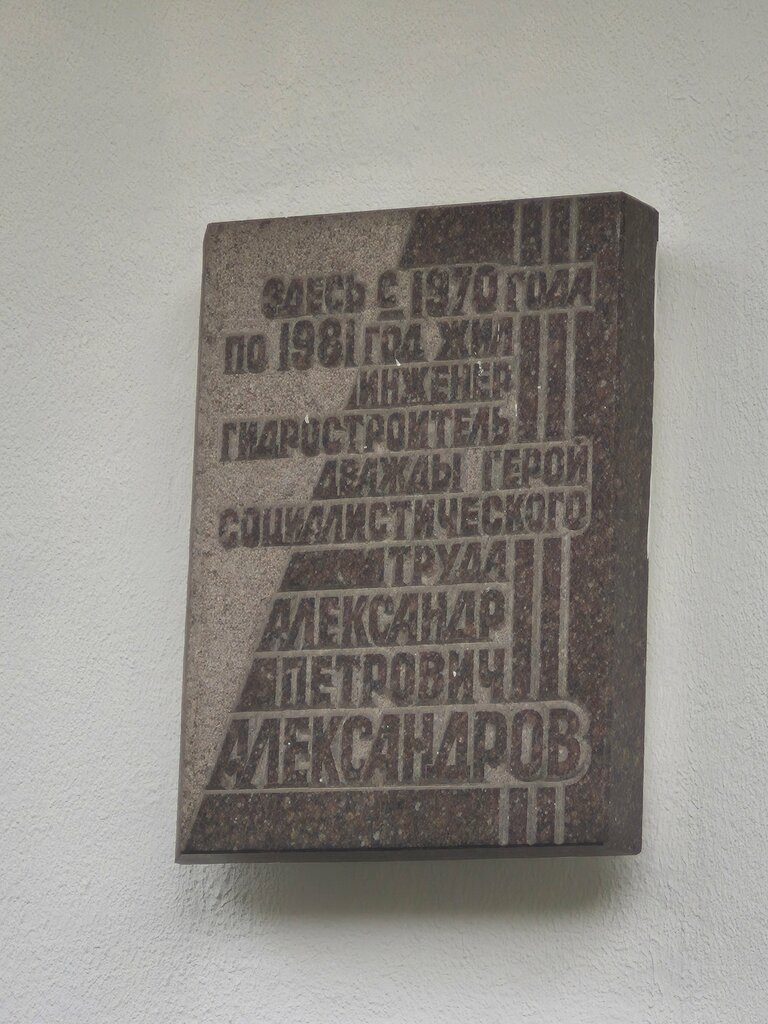 ЗДЕСЬ С 1970 ГОДА
ПО 1981 ГОД ЖИЛ
ИНЖЕНЕР
ГИДРОСТРОИТЕЛЬ
ДВАЖДЫ ГЕРОЙ
СОЦИАЛИСТИЧЕСКОГО
ТРУДА
АЛЕКСАНДР
ПЕТРОВИЧ
АЛЕКСАНДРОВ